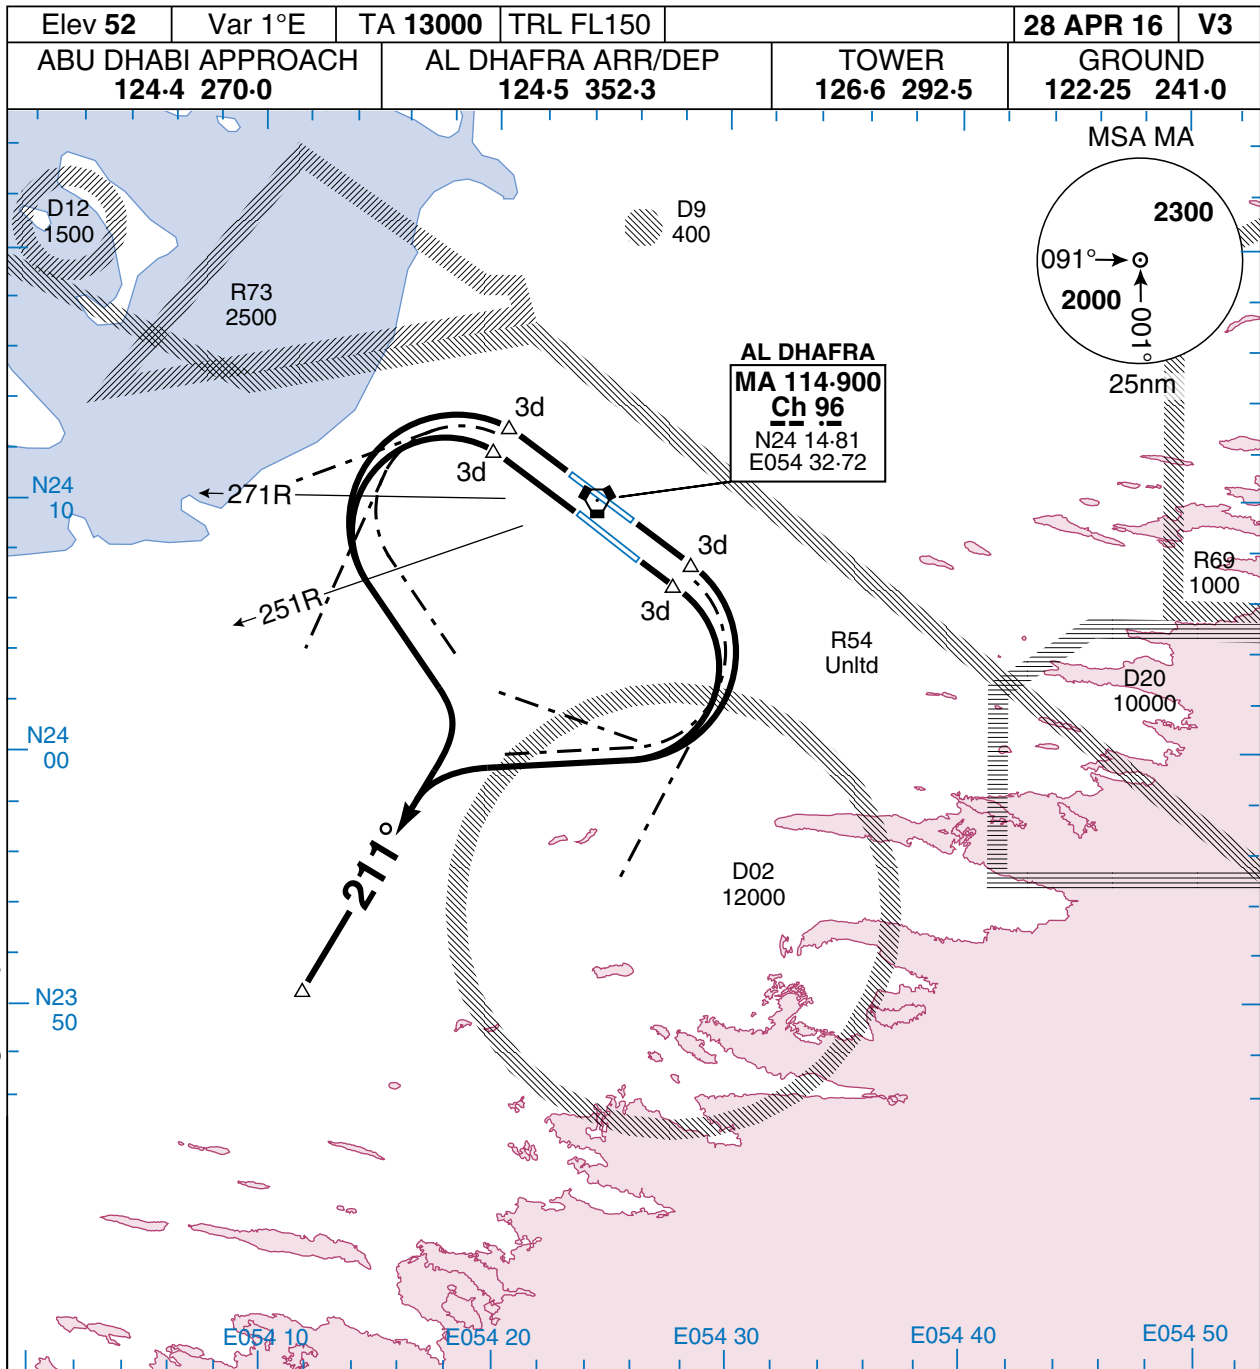 Elev 52 Var 1°E TA 13000 TRL FL150 28 APR 16 V3
ABU DHABI APPROACH AL DHAFRA ARR/DEP TOWER GROUND
124·4 270·0 124·5 352·3 126·6 292·5 122·25 241·0
MSA MA
2300
091°
2000
001°
25nm
D12
1500
D9
400
R73
2500
AL DHAFRA
MA 114·900
Ch 96
N24 14·81
E054 32·72
3d
3d
N24
10
271R
251R
3d
3d
R69
1000
R54
Unltd
D20
10000
N24
00
211°
D02
12000
N23
50
E054 10 E054 20 E054 30 E054 40 E054 50